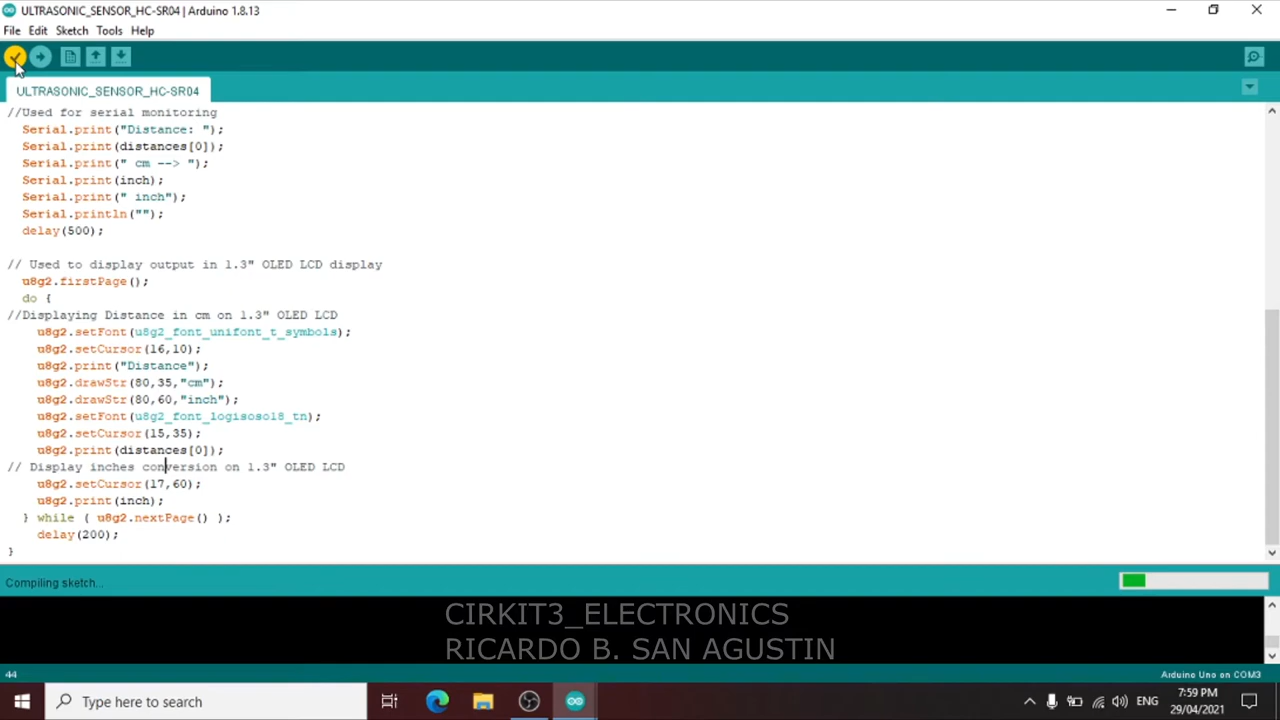 ULTRASONIC_SENSOR_HC-SR04 | Arduino 1.8.13
File Edit Sketch Tools Help
ULTRASONIC_SENSOR_HC-SR04
//Used for serial monitoring
Serial.print("Distance: ");
Serial.print(distances[0]);
Serial.print(" cm --> ");
Serial.print(inch);
Serial.print(" inch");
Serial.println("");
delay(500);
// Used to display output in 1.3" OLED LCD display
u8g2.firstPage();
do {
//Displaying Distance in cm on 1.3" OLED LCD
u8g2.setFont(u8g2_font_unifont_t_symbols);
u8g2.setCursor(16,10);
u8g2.print("Distance");
u8g2.drawStr(80,35,"cm");
u8g2.drawStr(80,60,"inch");
u8g2.setFont(u8g2_font_logisoso18_tn);
u8g2.setCursor(15,35);
u8g2.print(distances[0]);
// Display inches conversion on 1.3" OLED LCD
u8g2.setCursor(17,60);
u8g2.print(inch);
} while ( u8g2.nextPage() );
delay(200);
}
Compiling sketch...
CIRKIT3_ELECTRONICS
RICARDO B. SAN AGUSTIN
44 Arduino Uno on COM3
Type here to search
ENG
7:59 PM
29/04/2021